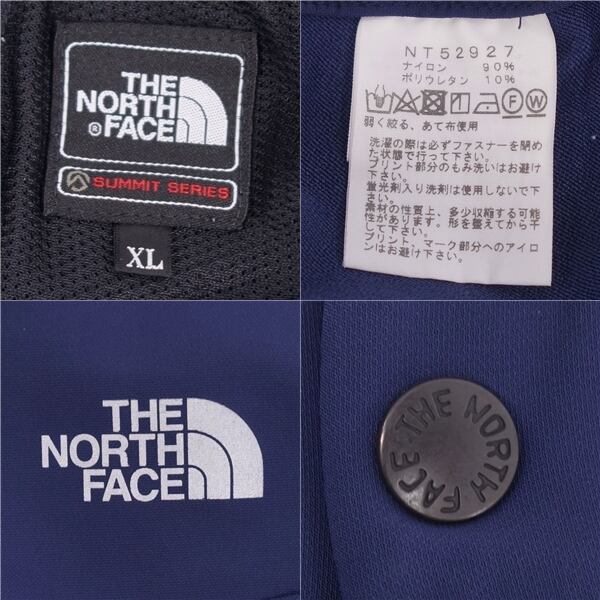 THE
NORTH
FACE
®
SUMMIT SERIES
XL
NT52927
ナイロン 90%
ポリウレタン 10%
弱く絞る、あて布使用
洗濯の際は必ずファスナーを閉め
た状態で行って下さい。
プリント部分のもみ洗いはお避け
下さい。
蛍光剤入り洗剤は使用しないで下
さい。
素材の性質上、多少収縮する可能
性があります。形を整えてから干
して下さい。
プリント、マーク部分へのアイロ
ンはお避け下さい。
THE
NORTH
FACE
THE NORTH FACE